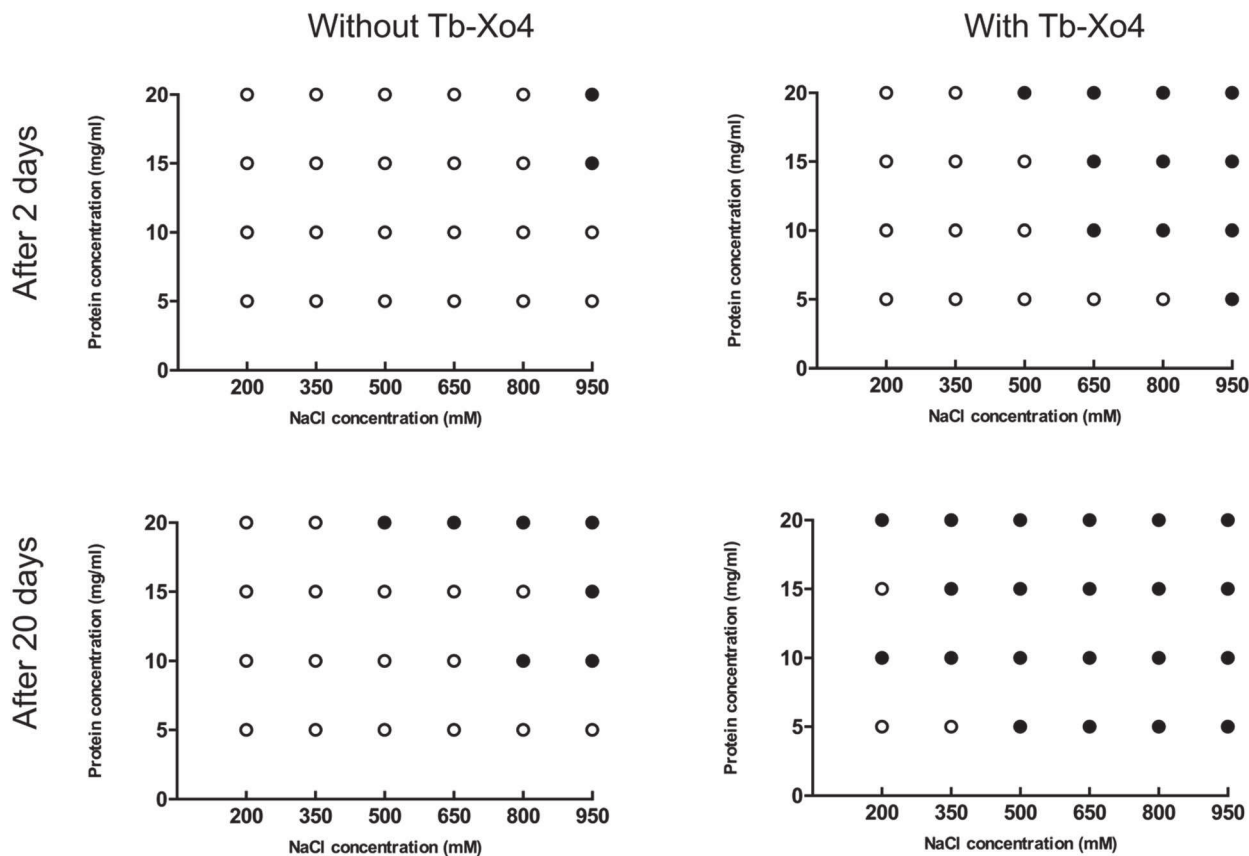 Without Tb-Xo4
With Tb-Xo4
After 2 days
Protein concentration (mg/ml)
20
15
10
5
0
200 350 500 650 800 950
NaCl concentration (mM)
Protein concentration (mg/ml)
20
15
10
5
0
200 350 500 650 800 950
NaCl concentration (mM)
After 20 days
Protein concentration (mg/ml)
20
15
10
5
0
200 350 500 650 800 950
NaCl concentration (mM)
Protein concentration (mg/ml)
20
15
10
5
0
200 350 500 650 800 950
NaCl concentration (mM)